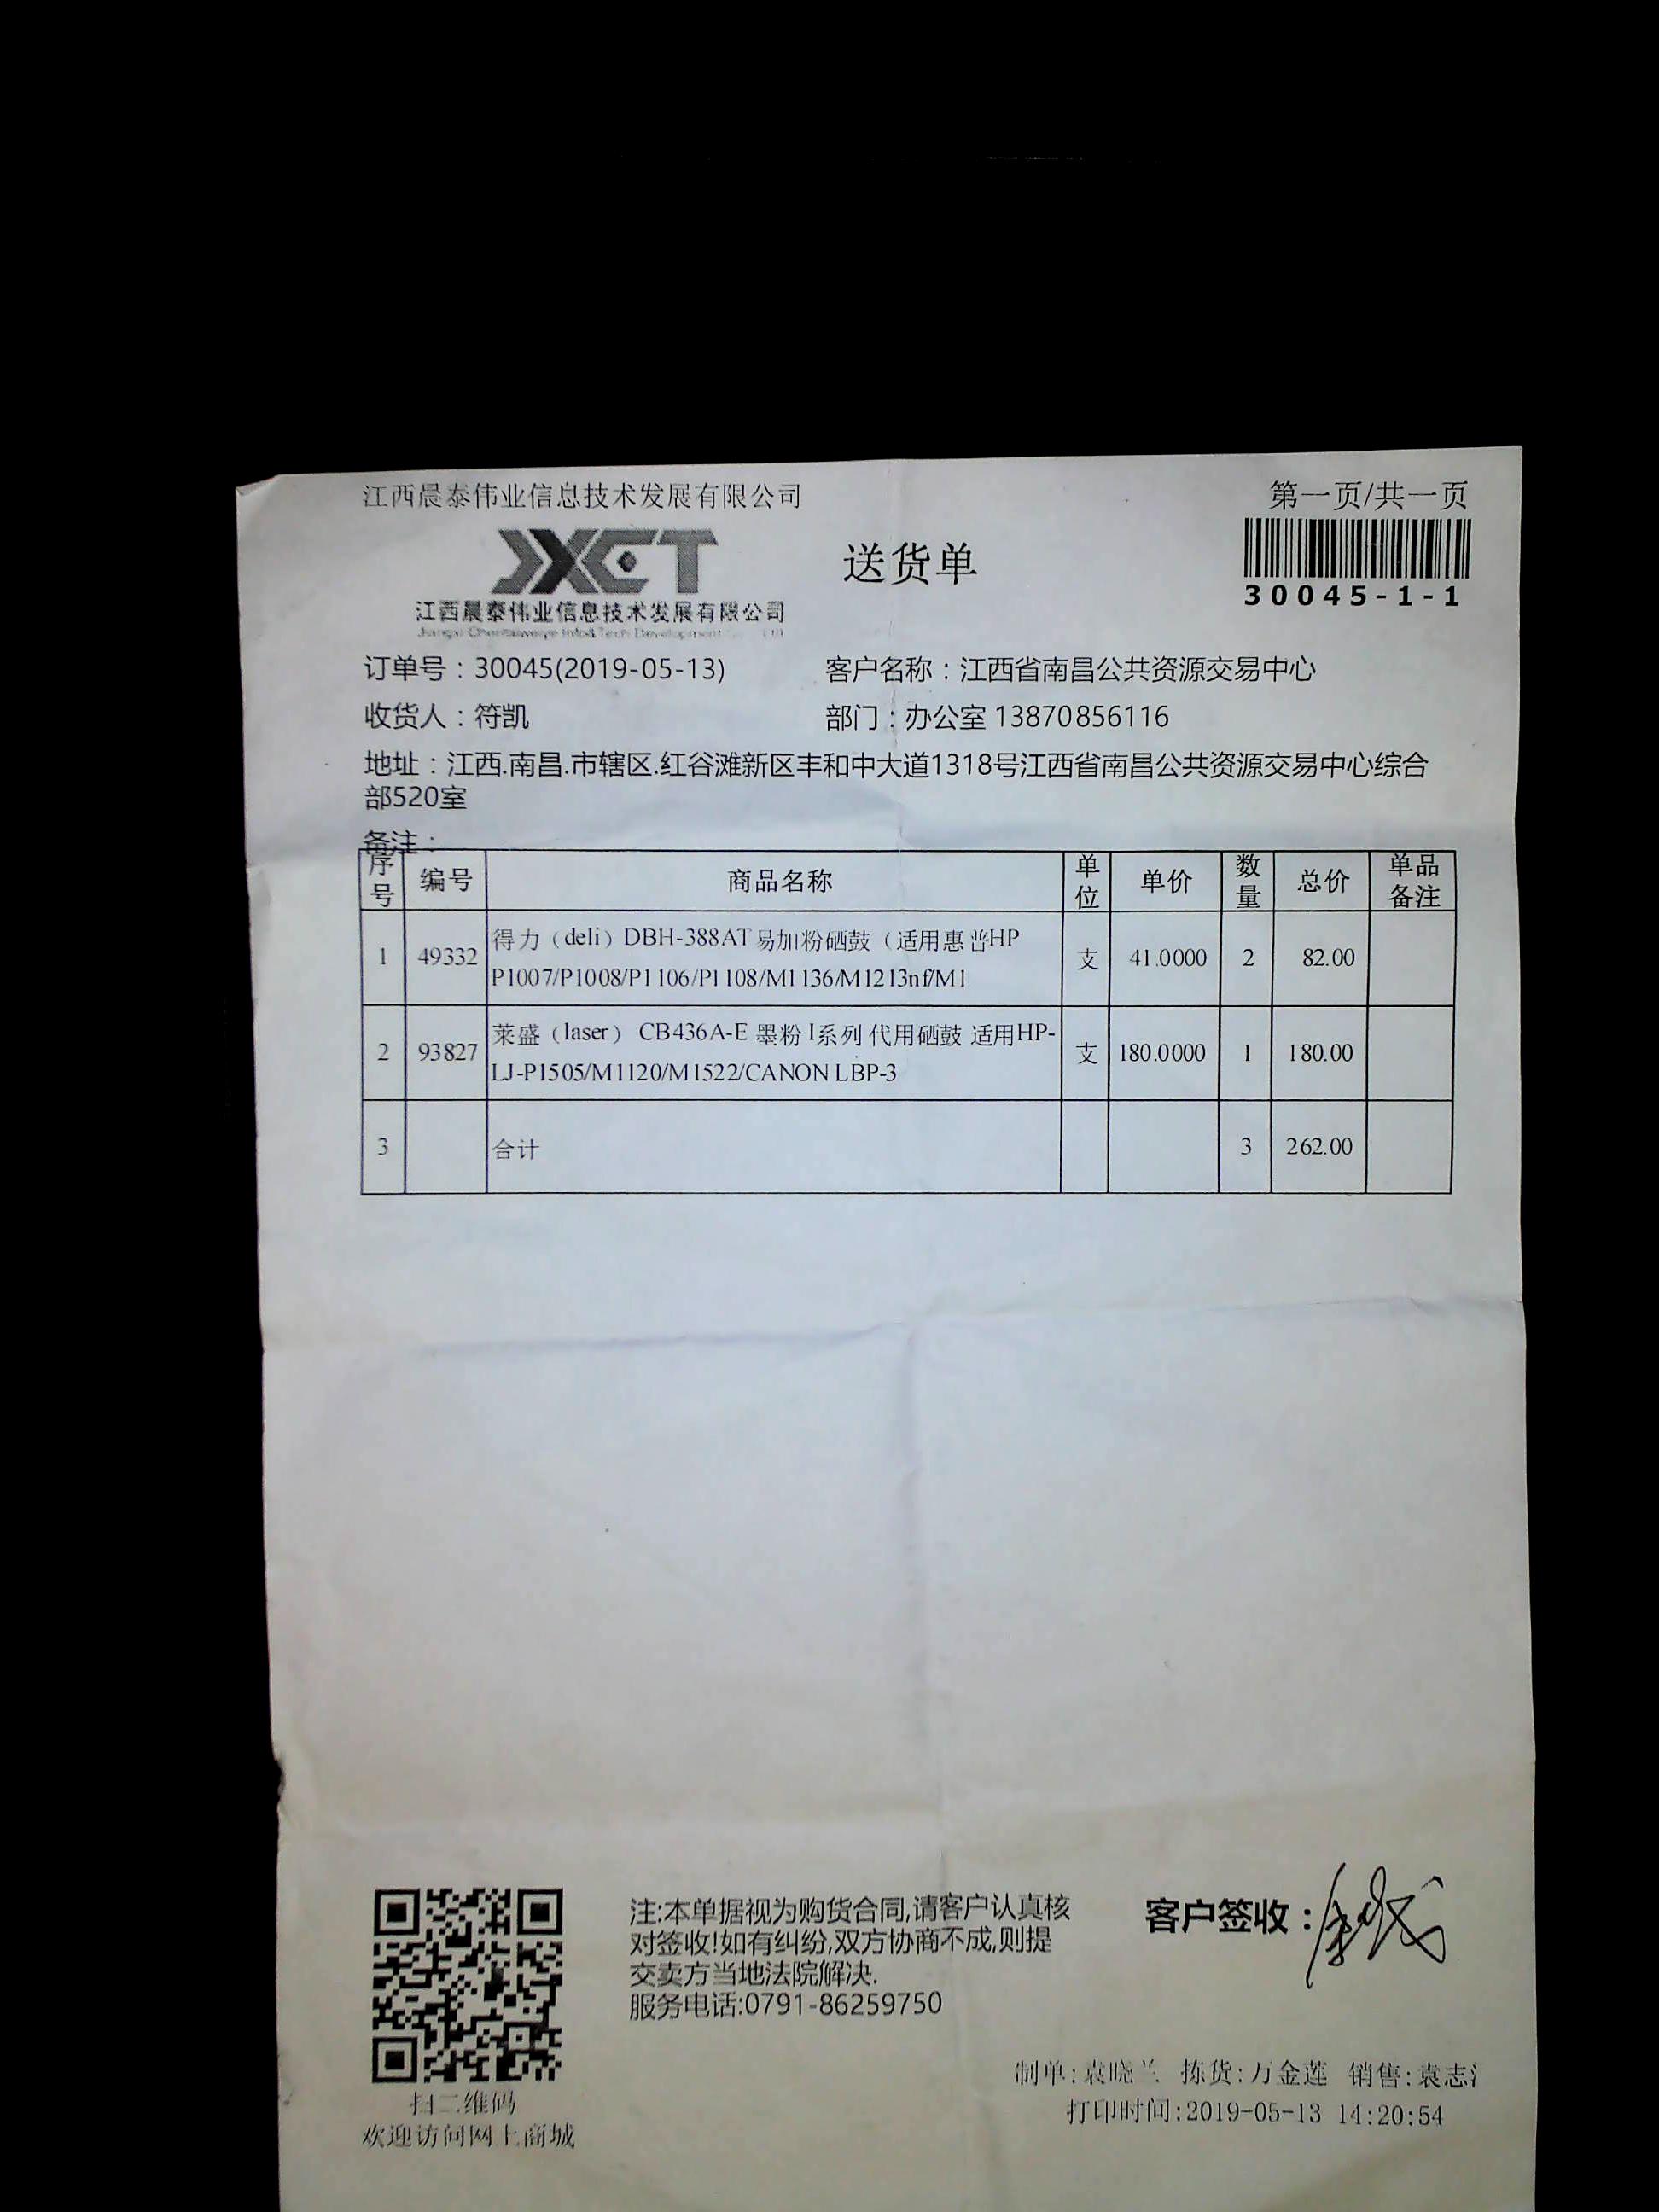 江西晨泰伟业信息技术发展有限公司
第一页/共一页
JXCT
送货单
江西晨泰伟业信息技术发展有限公司
Jiangxi Chentaiweiye Info&Tech Development Co., Ltd
30045-1-1
订单号：30045(2019-05-13)
客户名称：江西省南昌公共资源交易中心
收货人：符凯
部门：办公室 13870856116
地址：江西.南昌.市辖区.红谷滩新区丰和中大道1318号江西省南昌公共资源交易中心综合
部520室
备注：
序号 编号 商品名称 单位 单价 数量 总价 单品备注
1 49332 得力（deli）DBH-388AT易加粉硒鼓（适用惠普HP P1007/P1008/P1106/P1108/M1136/M1213nf/M1 支 41.0000 2 82.00
2 93827 莱盛（laser） CB436A-E 墨粉 I系列 代用硒鼓 适用HP-LJ-P1505/M1120/M1522/CANON LBP-3 支 180.0000 1 180.00
3 合计 3 262.00
注:本单据视为购货合同,请客户认真核
对签收!如有纠纷,双方协商不成,则提
交卖方当地法院解决.
服务电话:0791-86259750
客户签收：
扫二维码
欢迎访问网上商城
制单:袁晓兰 拣货:万金莲 销售:袁志
打印时间:2019-05-13 14:20:54